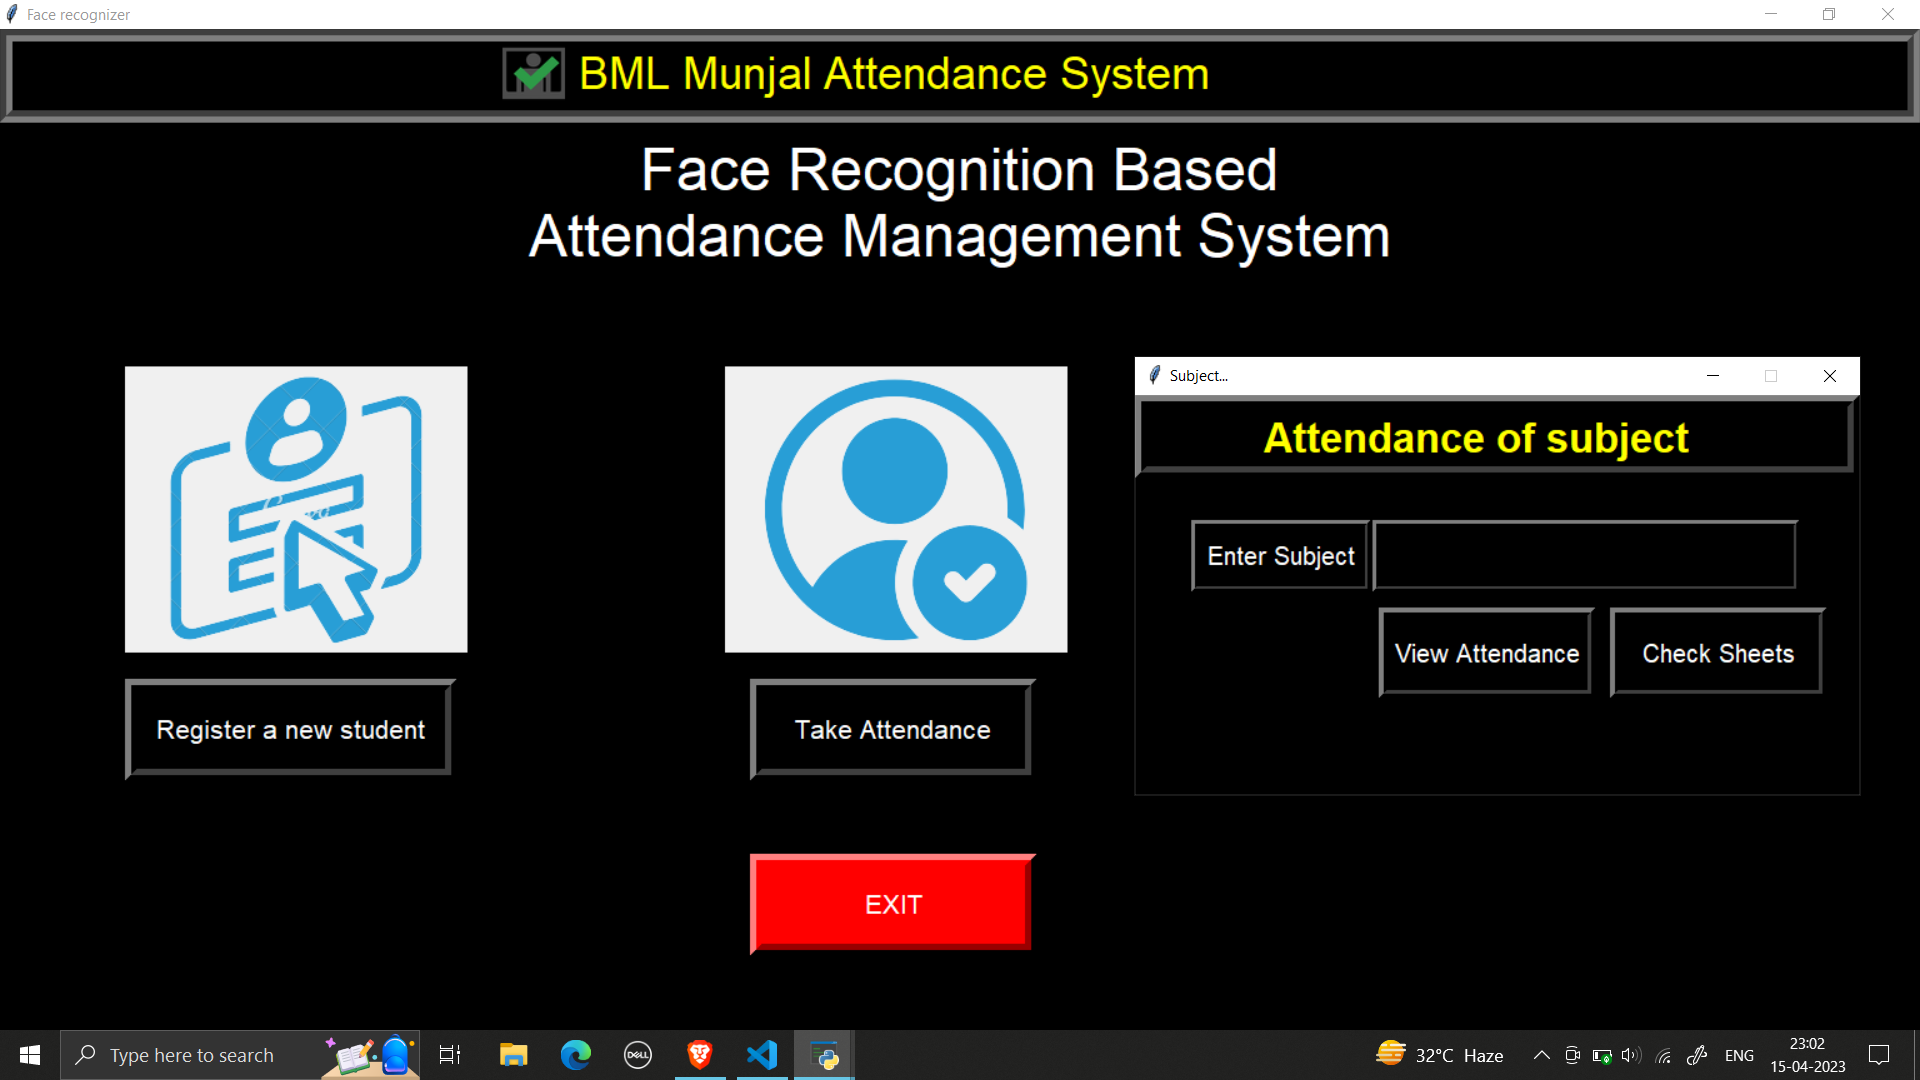 Face recognizer
BML Munjal Attendance System
Face Recognition Based
Attendance Management System
Subject...
Attendance of subject
Enter Subject
View Attendance
Check Sheets
Register a new student
Take Attendance
EXIT
Type here to search
DELL
32°C Haze
ENG
23:02
15-04-2023